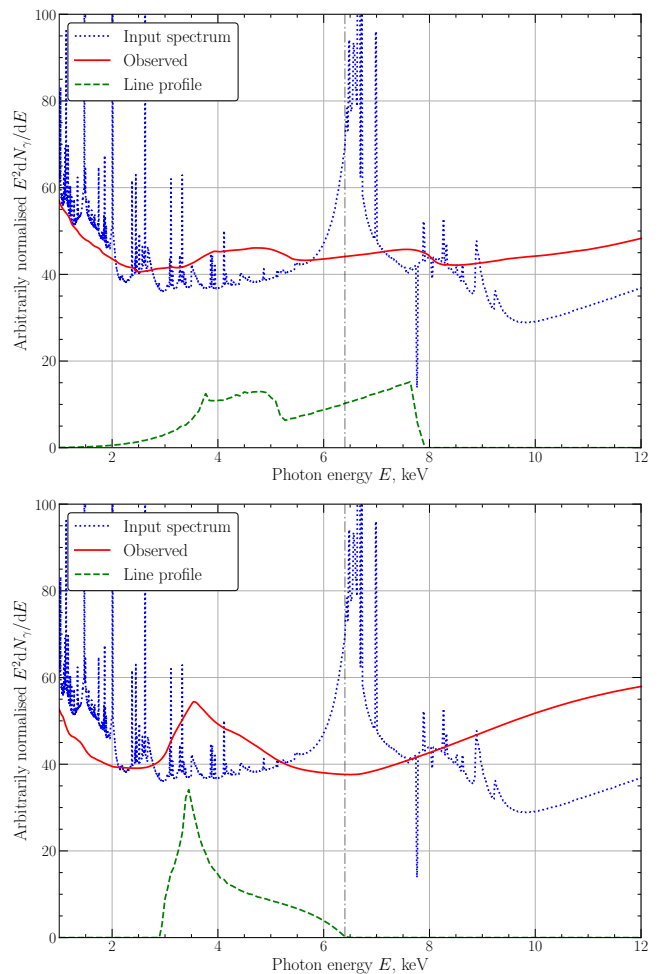 100
80
60
40
20
0
Arbitrarily normalised E²dNγ/dE
Input spectrum
Observed
Line profile
2 4 6 8 10 12
Photon energy E, keV
100
80
60
40
20
0
Arbitrarily normalised E²dNγ/dE
Input spectrum
Observed
Line profile
2 4 6 8 10 12
Photon energy E, keV